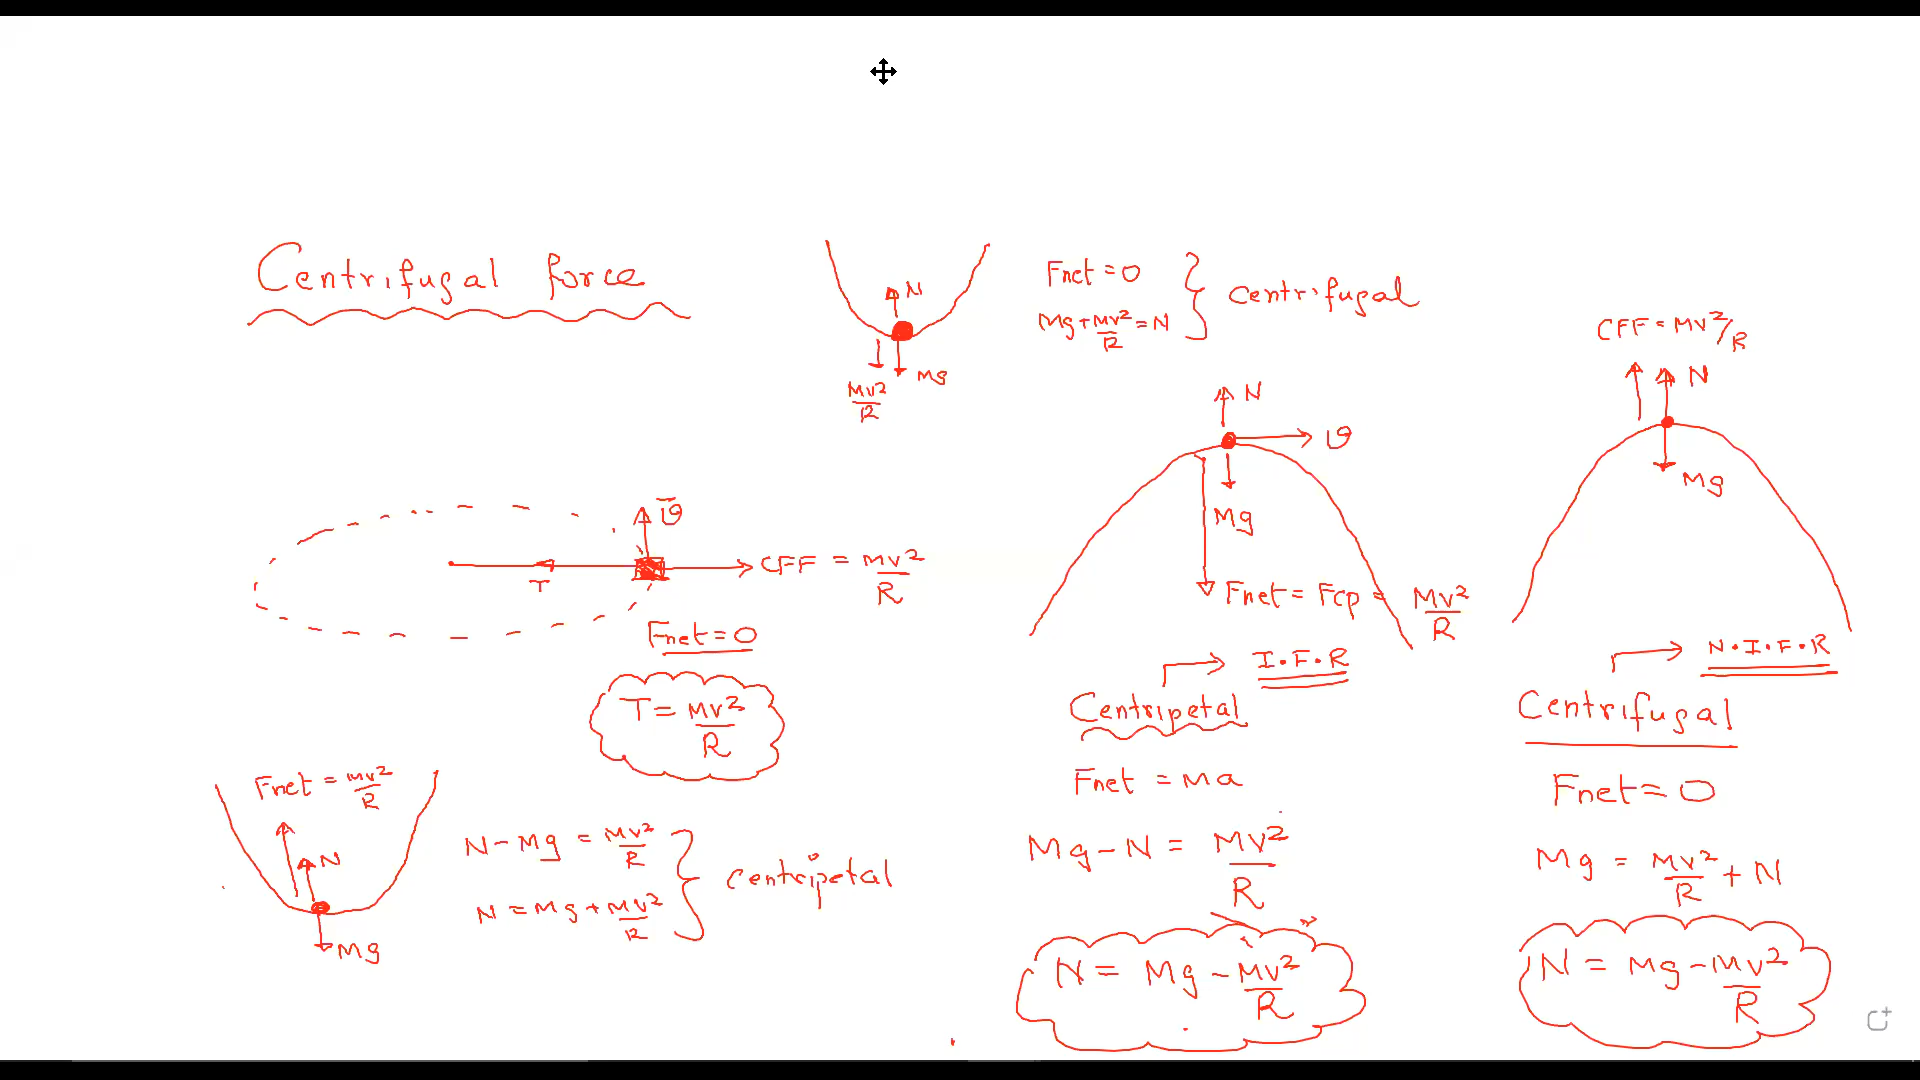 Centrifugal force
N
Mg
Mv²/R
Fnet = 0
Mg + Mv²/R = N
Centrifugal
CFF = Mv²/R
N
Mg
N
v
Mg
Fnet = Fcp = Mv²/R
v̄
T
CFF = Mv²/R
Fnet = 0
T = Mv²/R
I.F.R
Centripetal
Fnet = Ma
Mg - N = Mv²/R
N = Mg - Mv²/R
N.I.F.R
Centrifugal
Fnet = 0
Mg = Mv²/R + N
N = Mg - Mv²/R
Fnet = Mv²/R
N
Mg
N - Mg = Mv²/R
N = Mg + Mv²/R
Centripetal